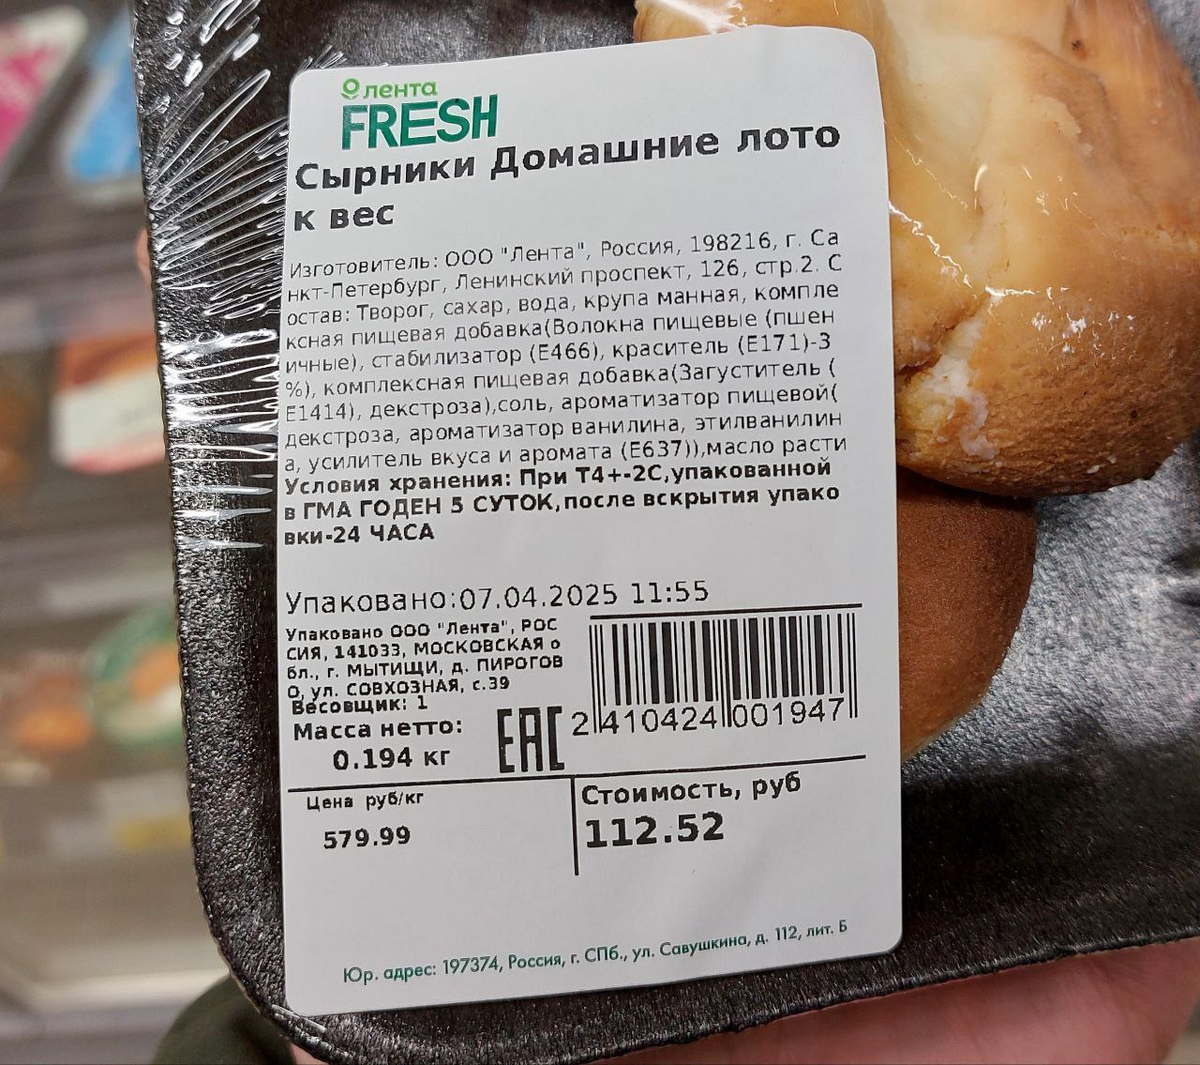 лента
FRESH
Сырники Домашние лото
к вес
Изготовитель: ООО "Лента", Россия, 198216, г. Са
нкт-Петербург, Ленинский проспект, 126, стр.2. С
остав: Творог, сахар, вода, крупа манная, компле
ксная пищевая добавка(Волокна пищевые (пшен
ичные), стабилизатор (Е466), краситель (Е171)-3
%), комплексная пищевая добавка(Загуститель (
Е1414), декстроза),соль, ароматизатор пищевой(
декстроза, ароматизатор ванилина, этилванилин
а, усилитель вкуса и аромата (Е637)),масло расти
Условия хранения: При Т4+-2С,упакованной
в ГМА ГОДЕН 5 СУТОК,после вскрытия упако
вки-24 ЧАСА
Упаковано:07.04.2025 11:55
Упаковано ООО "Лента", РОС
СИЯ, 141033, МОСКОВСКАЯ о
бл., г. МЫТИЩИ, д. ПИРОГОВ
О, ул. СОВХОЗНАЯ, с.39
Весовщик: 1
Масса нетто:
0.194 кг
EAC
2 410424 001947
Цена руб/кг
579.99
Стоимость, руб
112.52
Юр. адрес: 197374, Россия, г. СПб., ул. Савушкина, д. 112, лит. Б